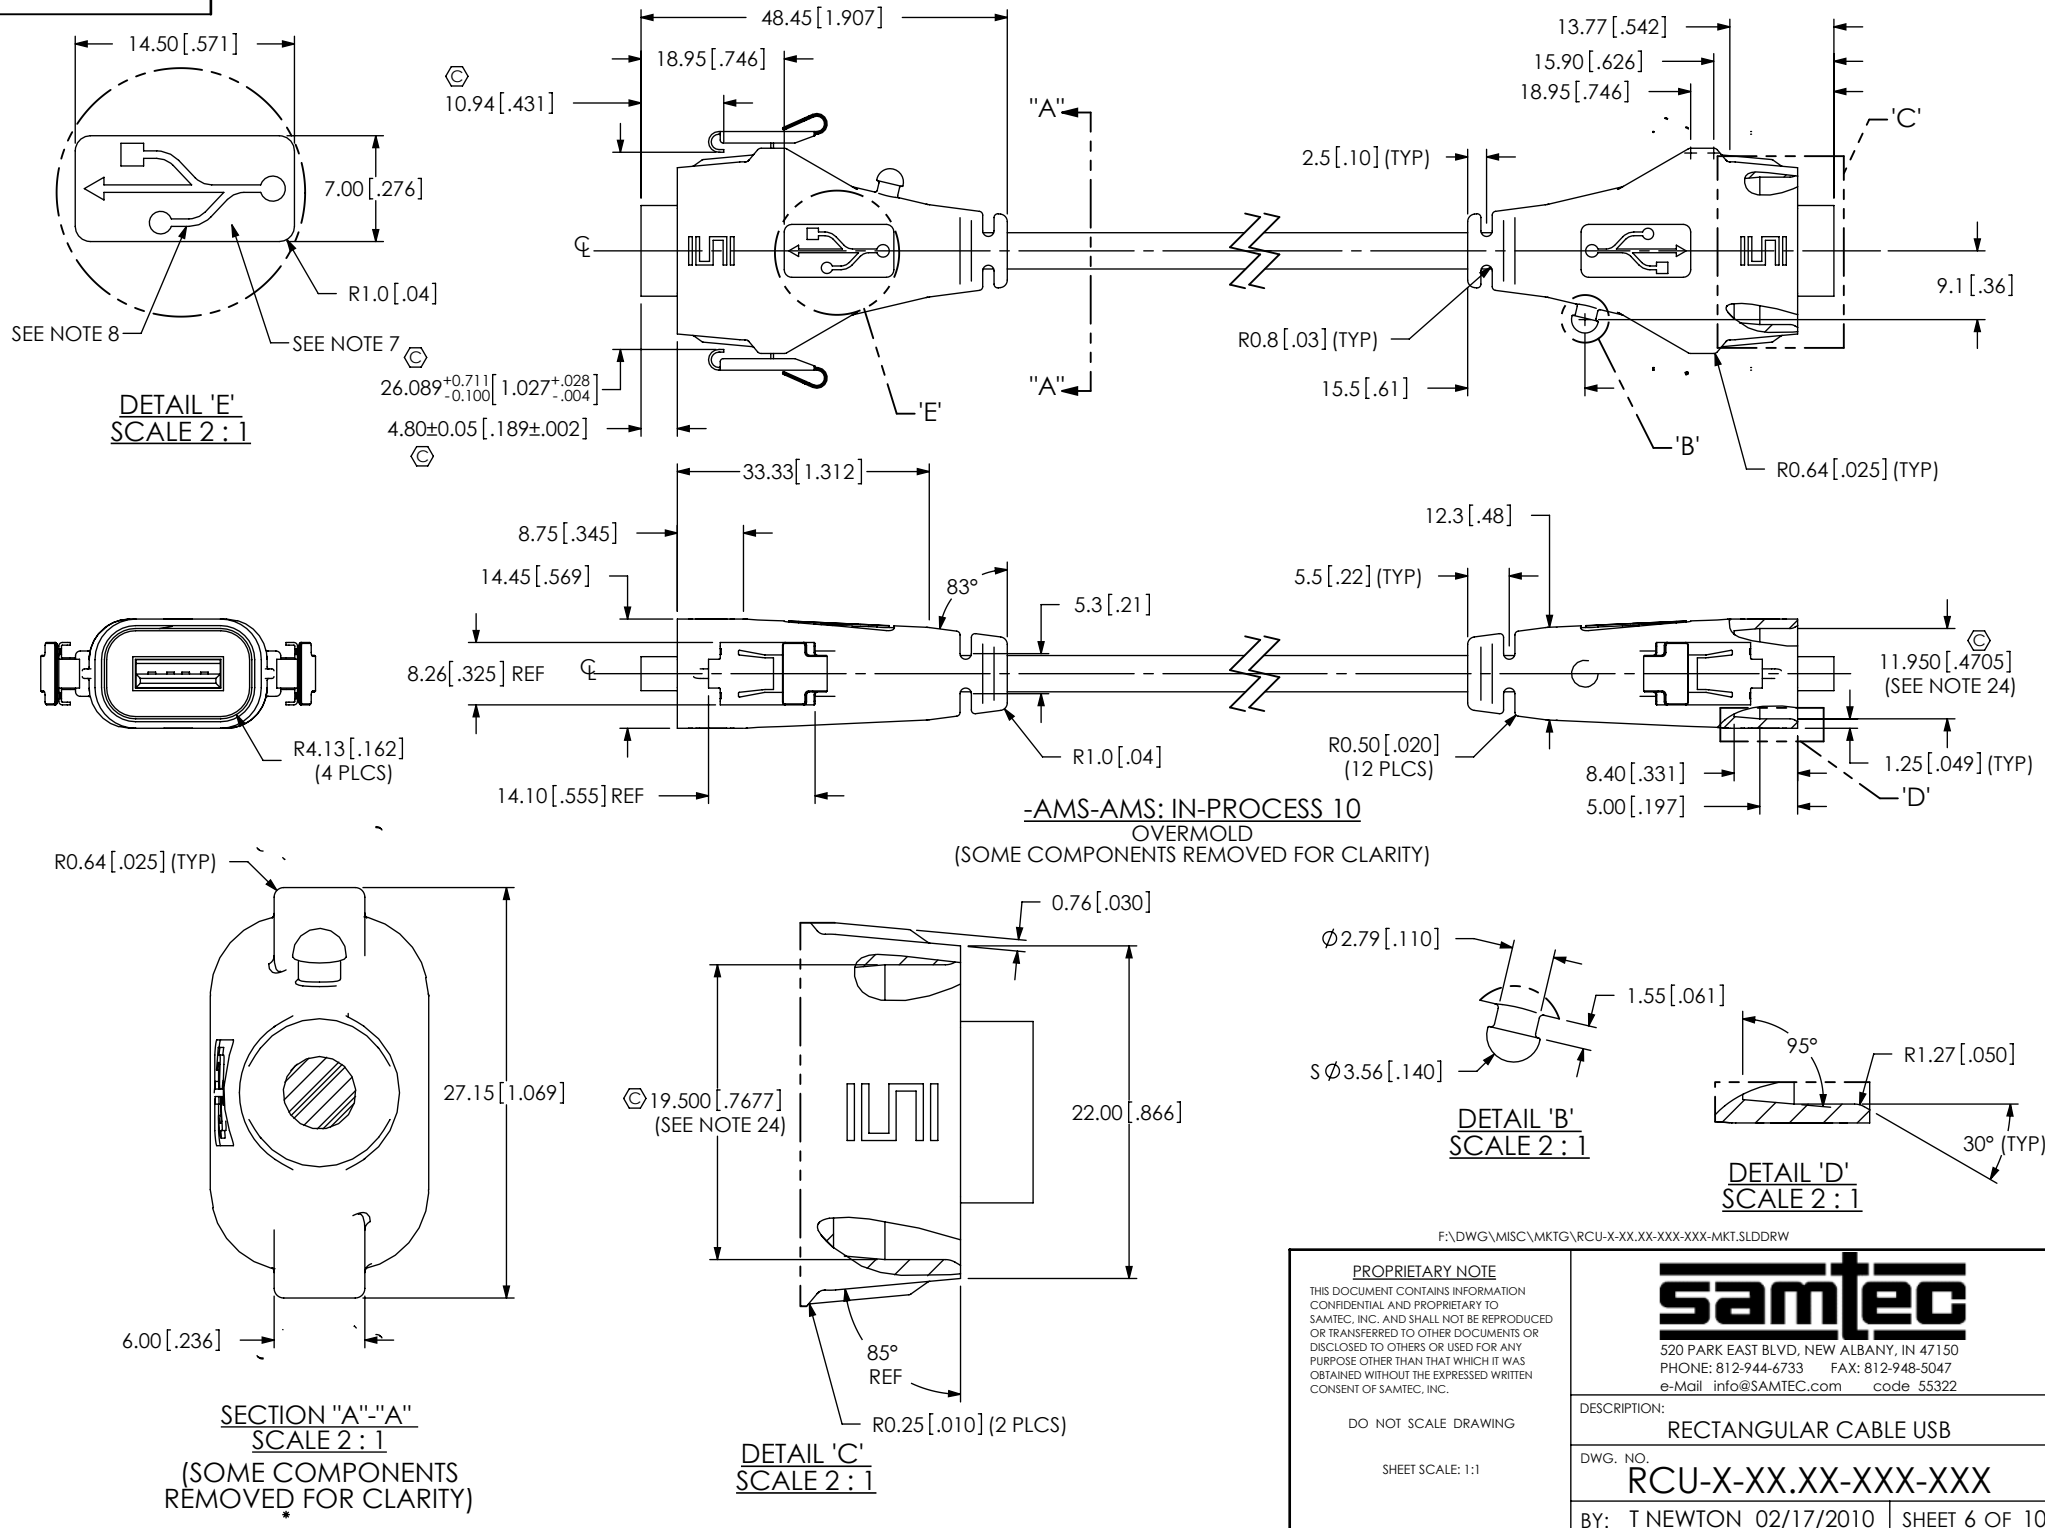 14.50 [.571]
7.00 [.276]
R1.0 [.04]
SEE NOTE 8
SEE NOTE 7
DETAIL 'E'
SCALE 2 : 1
48.45 [1.907]
18.95 [.746]
C
10.94 [.431]
"A"
℄
C
26.089 +0.711 -0.100 [1.027 +.028 -.004]
4.80±0.05 [.189±.002]
C
'E'
"A"
13.77 [.542]
15.90 [.626]
18.95 [.746]
'C'
2.5 [.10] (TYP)
9.1 [.36]
R0.8 [.03] (TYP)
15.5 [.61]
'B'
R0.64 [.025] (TYP)
33.33 [1.312]
8.75 [.345]
14.45 [.569]
83°
5.3 [.21]
8.26 [.325] REF
℄
R1.0 [.04]
14.10 [.555] REF
R4.13 [.162]
(4 PLCS)
12.3 [.48]
5.5 [.22] (TYP)
C
11.950 [.4705]
(SEE NOTE 24)
R0.50 [.020]
(12 PLCS)
8.40 [.331]
1.25 [.049] (TYP)
5.00 [.197]
'D'
-AMS-AMS: IN-PROCESS 10
OVERMOLD
(SOME COMPONENTS REMOVED FOR CLARITY)
R0.64 [.025] (TYP)
27.15 [1.069]
6.00 [.236]
SECTION "A"-"A"
SCALE 2 : 1
(SOME COMPONENTS
REMOVED FOR CLARITY)
*
0.76 [.030]
C 19.500 [.7677]
(SEE NOTE 24)
22.00 [.866]
85°
REF
R0.25 [.010] (2 PLCS)
DETAIL 'C'
SCALE 2 : 1
Ø2.79 [.110]
1.55 [.061]
SØ3.56 [.140]
DETAIL 'B'
SCALE 2 : 1
95°
R1.27 [.050]
30° (TYP)
DETAIL 'D'
SCALE 2 : 1
F:\DWG\MISC\MKTG\RCU-X-XX.XX-XXX-XXX-MKT.SLDDRW
PROPRIETARY NOTE
THIS DOCUMENT CONTAINS INFORMATION
CONFIDENTIAL AND PROPRIETARY TO
SAMTEC, INC. AND SHALL NOT BE REPRODUCED
OR TRANSFERRED TO OTHER DOCUMENTS OR
DISCLOSED TO OTHERS OR USED FOR ANY
PURPOSE OTHER THAN THAT WHICH IT WAS
OBTAINED WITHOUT THE EXPRESSED WRITTEN
CONSENT OF SAMTEC, INC.
DO NOT SCALE DRAWING
SHEET SCALE: 1:1
samtec
520 PARK EAST BLVD, NEW ALBANY, IN 47150
PHONE: 812-944-6733 FAX: 812-948-5047
e-Mail info@SAMTEC.com code 55322
DESCRIPTION:
RECTANGULAR CABLE USB
DWG. NO.
RCU-X-XX.XX-XXX-XXX
BY: T NEWTON 02/17/2010 SHEET 6 OF 10